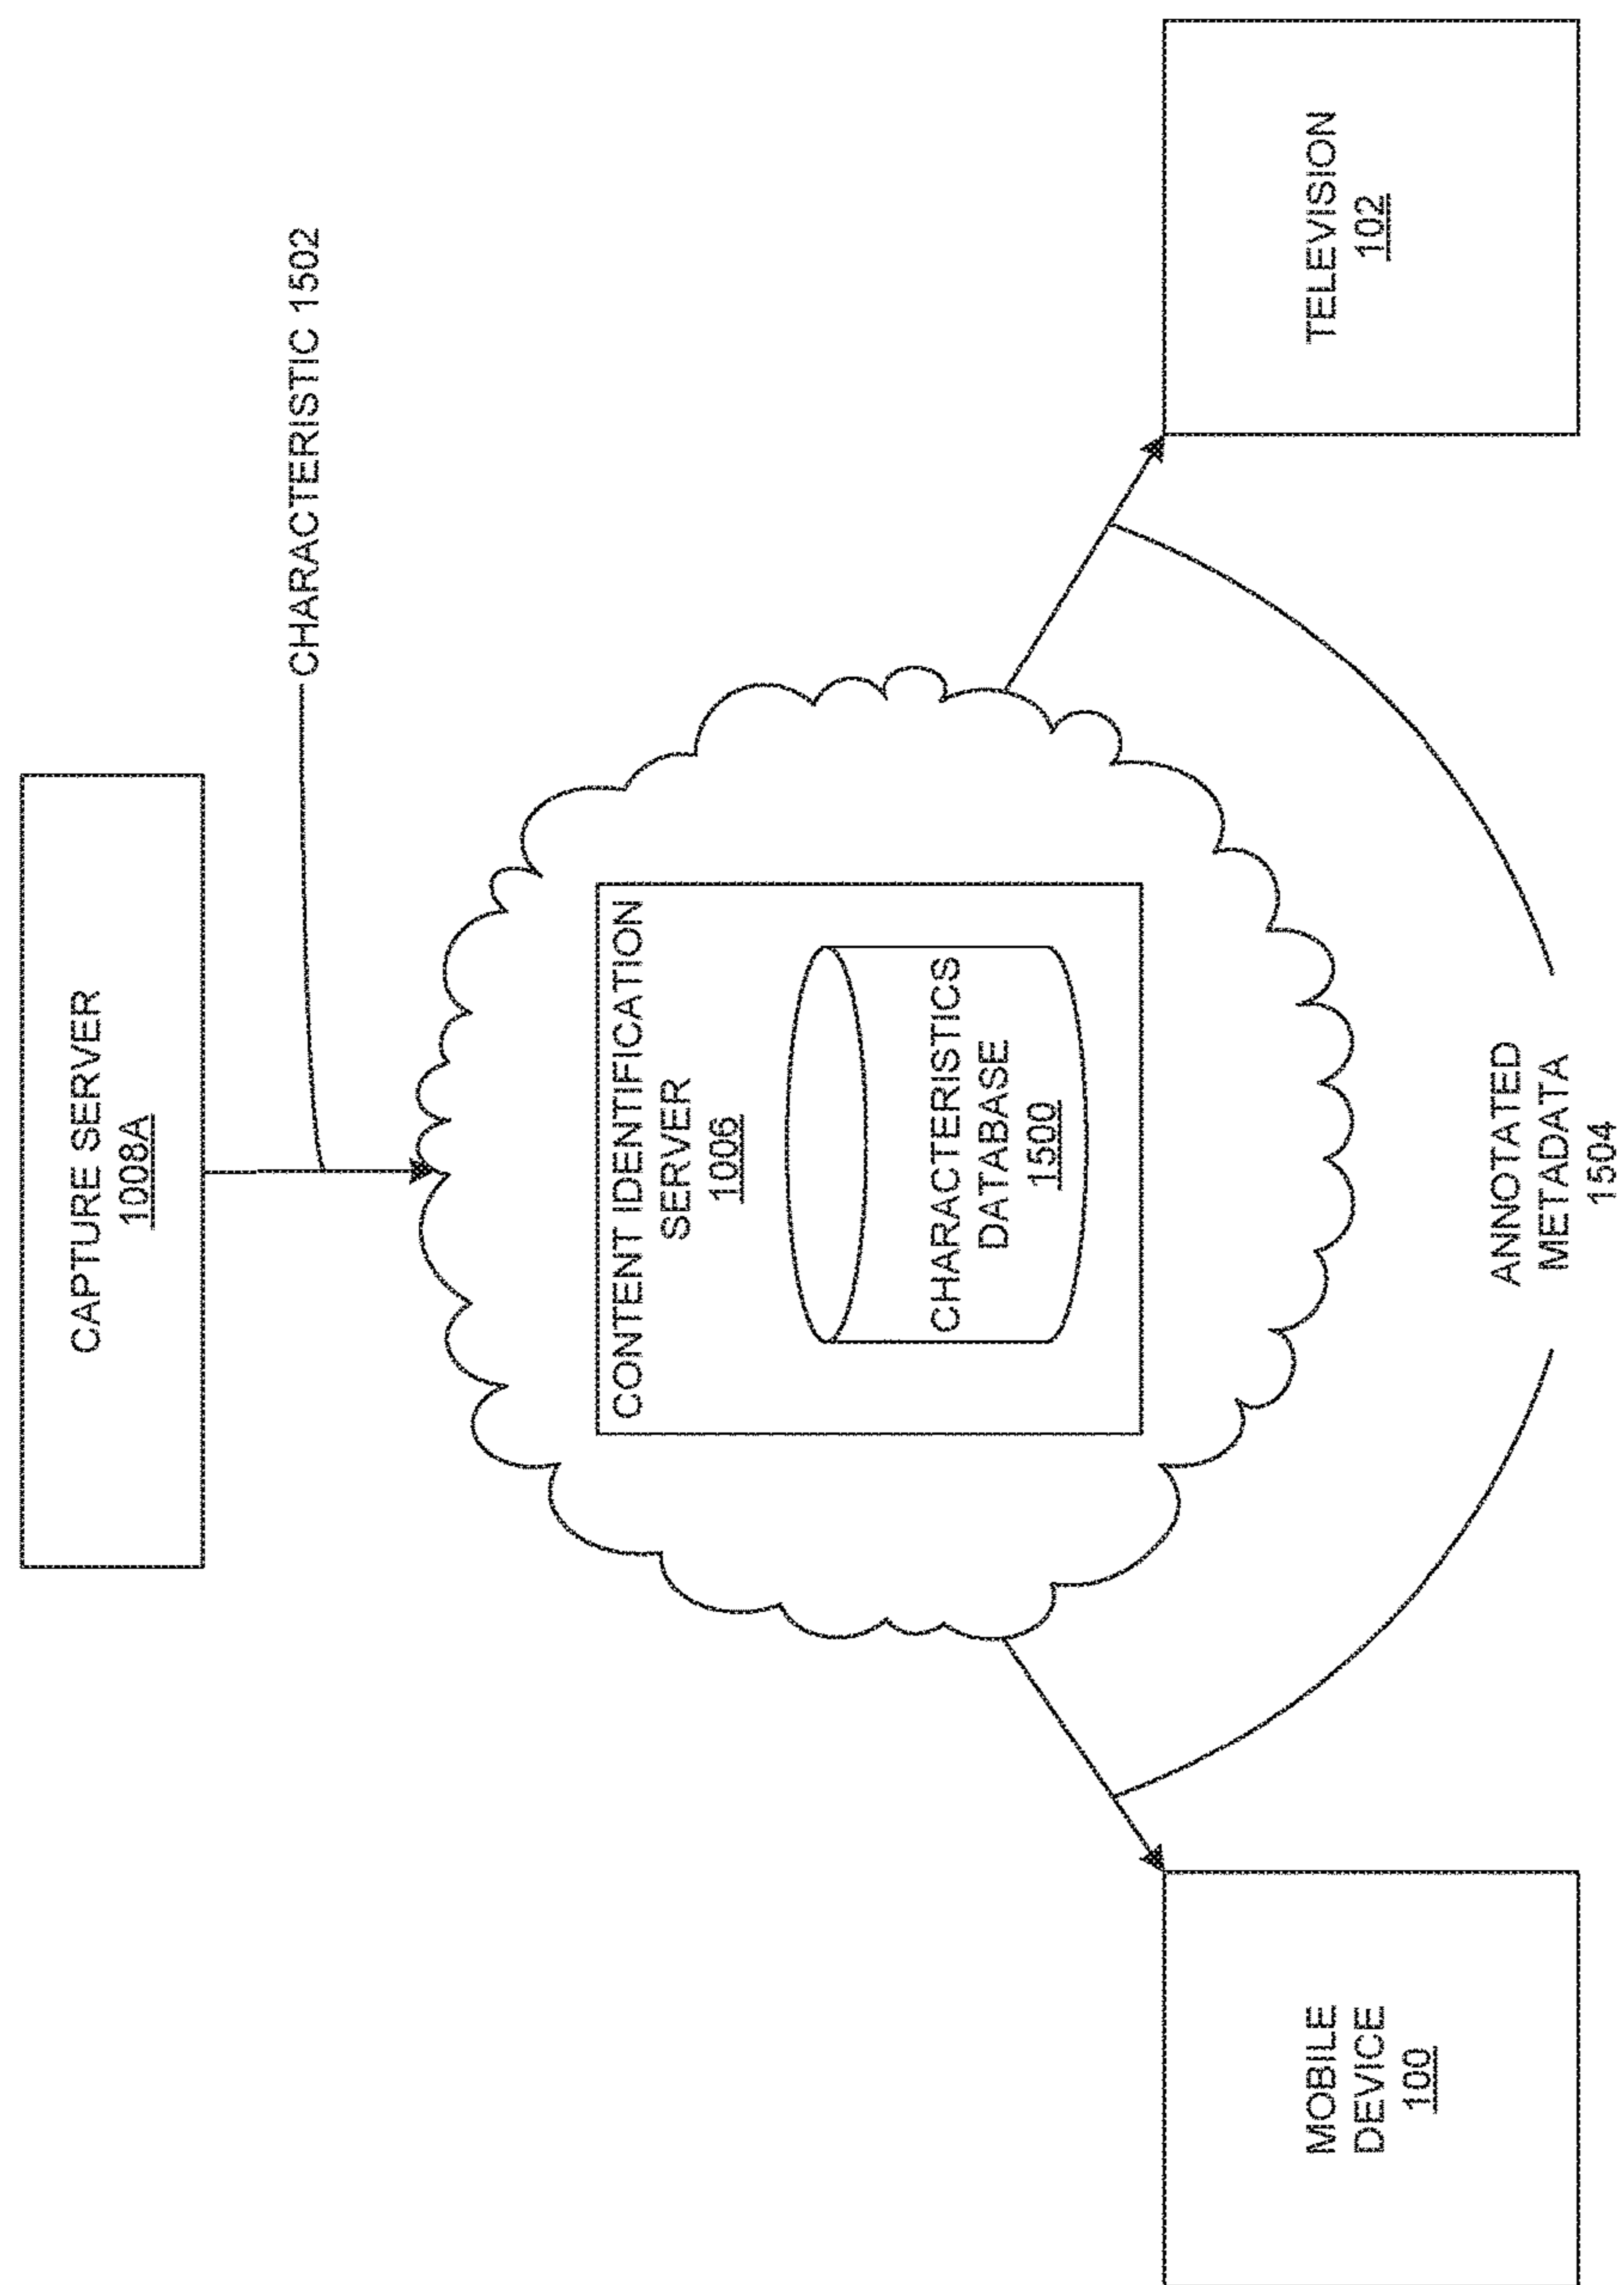 CAPTURE SERVER
1008A
CHARACTERISTIC 1502
CONTENT IDENTIFICATION
SERVER
1006
CHARACTERISTICS
DATABASE
1500
MOBILE
DEVICE
100
TELEVISION
102
ANNOTATED
METADATA
1504